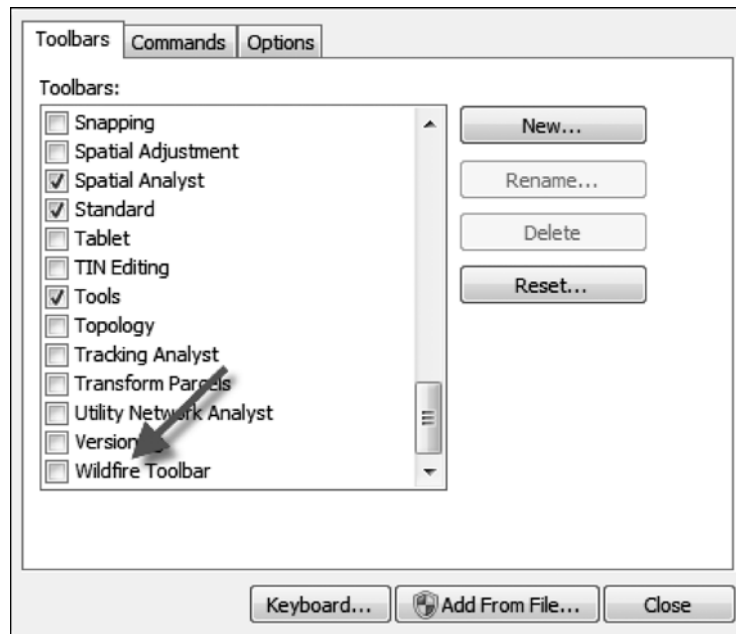 Toolbars Commands Options
Toolbars:
Snapping
Spatial Adjustment
Spatial Analyst
Standard
Tablet
TIN Editing
Tools
Topology
Tracking Analyst
Transform Parcels
Utility Network Analyst
Wildfire Toolbar
New...
Rename...
Delete
Reset...
Keyboard... Add From File... Close